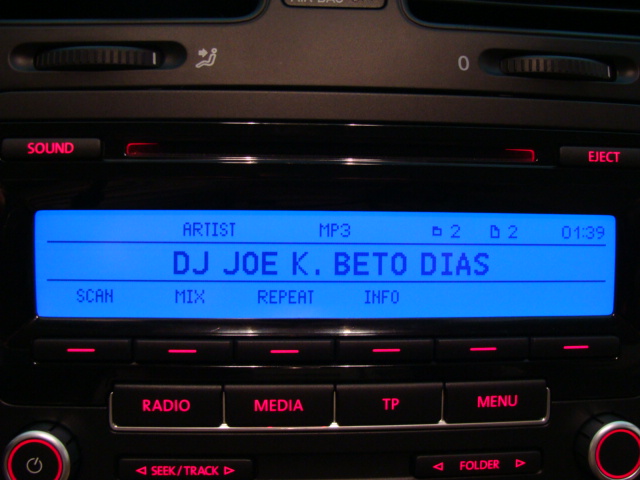 0
SOUND EJECT
ARTIST MP3 2 2 01:39
DJ JOE K. BETO DIAS
SCAN MIX REPEAT INFO
RADIO MEDIA TP MENU
SEEK/TRACK FOLDER